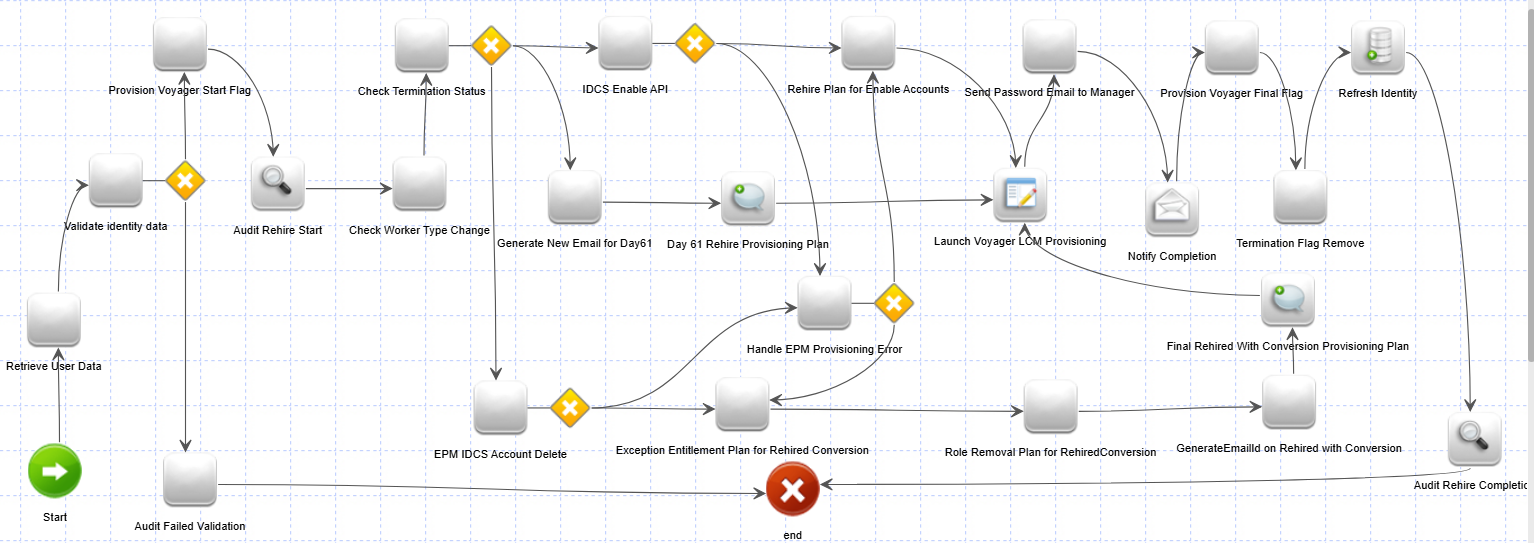 Provision Voyager Start Flag
Check Termination Status
IDCS Enable API
Rehire Plan for Enable Accounts
Send Password Email to Manager
Provision Voyager Final Flag
Refresh Identity
Validate identity data
Audit Rehire Start
Check Worker Type Change
Generate New Email for Day61
Day 61 Rehire Provisioning Plan
Launch Voyager LCM Provisioning
Notify Completion
Termination Flag Remove
Retrieve User Data
Handle EPM Provisioning Error
Final Rehired With Conversion Provisioning Plan
EPM IDCS Account Delete
Exception Entitlement Plan for Rehired Conversion
Role Removal Plan for RehiredConversion
GenerateEmailId on Rehired with Conversion
Audit Rehire Completic
Start
Audit Failed Validation
end